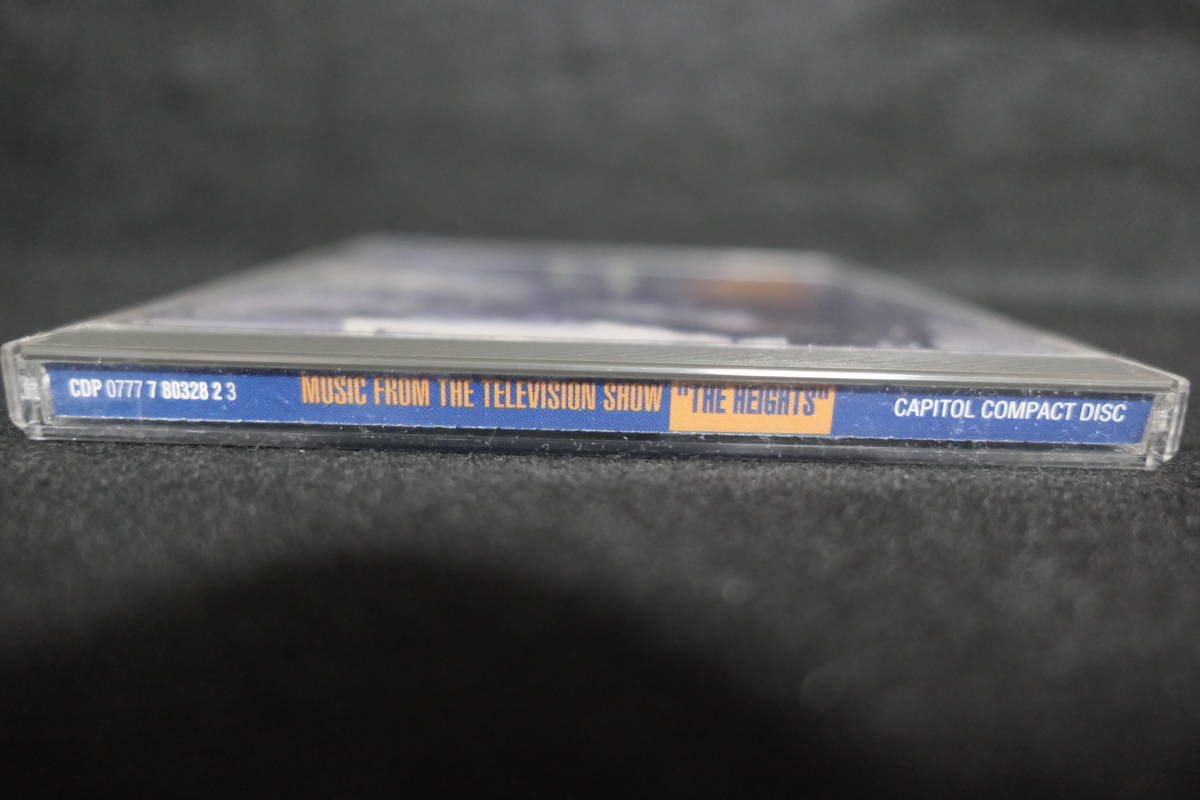 CDP 0777 7 80328 2 3 MUSIC FROM THE TELEVISION SHOW "THE HEIGHTS" CAPITOL COMPACT DISC